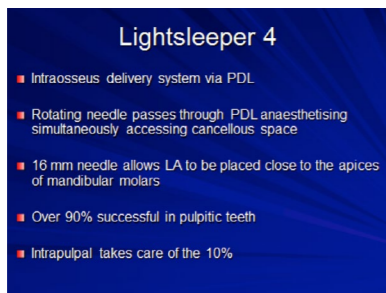 Lightsleeper 4
Intraosseus delivery system via PDL
Rotating needle passes through PDL anaesthetising
simultaneously accessing cancellous space
16 mm needle allows LA to be placed close to the apices
of mandibular molars
Over 90% successful in pulpitic teeth
Intrapulpal takes care of the 10%